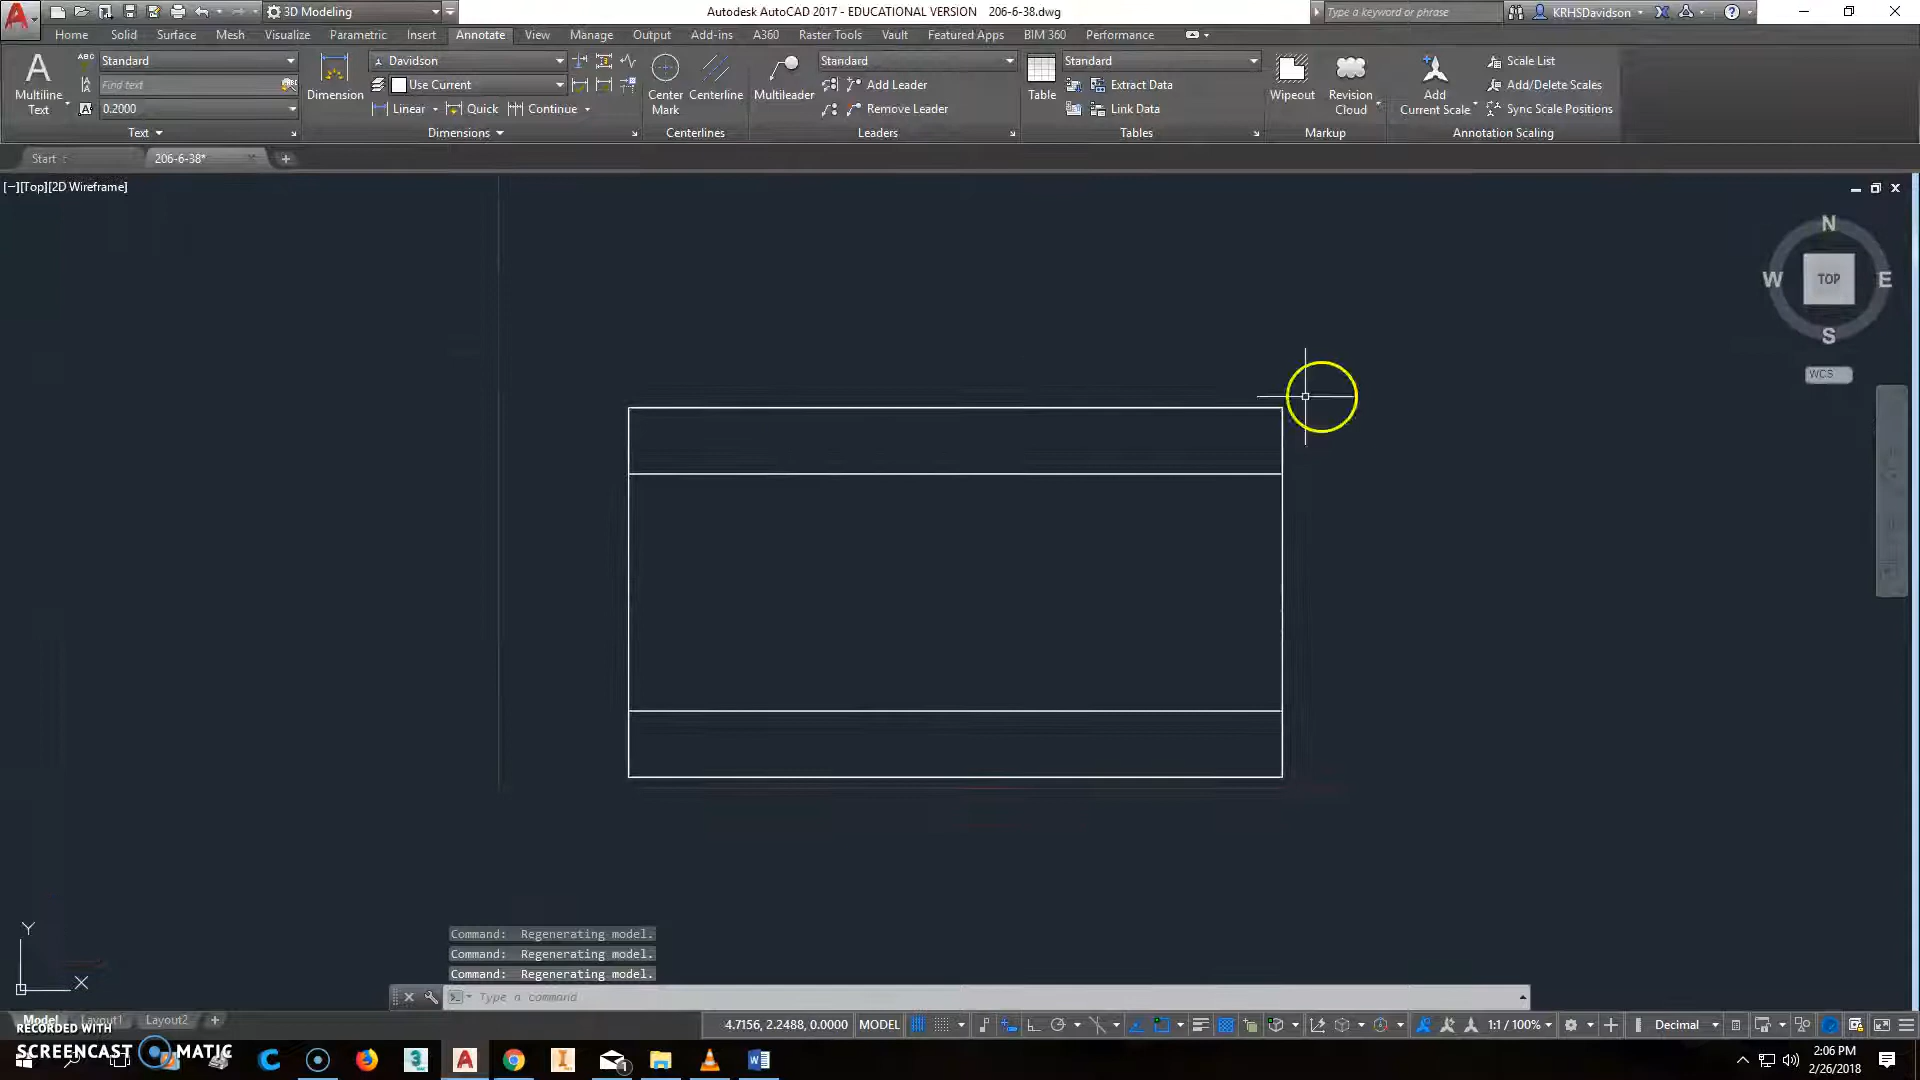 3D Modeling
Autodesk AutoCAD 2017 - EDUCATIONAL VERSION 206-6-38.dwg
Type a keyword or phrase
KRHSDavidson
Home Solid Surface Mesh Visualize Parametric Insert Annotate View Manage Output Add-ins A360 Raster Tools Vault Featured Apps BIM 360 Performance
Multiline Text
ABC Standard
Find text
0.2000
Text
Dimension
Davidson
Use Current
Linear Quick Continue
Dimensions
Center Mark
Centerline
Centerlines
Multileader
Standard
Add Leader
Remove Leader
Leaders
Table
Standard
Extract Data
Link Data
Tables
Wipeout
Revision Cloud
Markup
Add Current Scale
Scale List
Add/Delete Scales
Sync Scale Positions
Annotation Scaling
Start
206-6-38*
[−][Top][2D Wireframe]
N
W TOP E
S
WCS
Y
X
Command: Regenerating model.
Command: Regenerating model.
Command: Regenerating model.
Type a command
Model Layout1 Layout2 +
4.7156, 2.2488, 0.0000 MODEL
1:1 / 100%
Decimal
RECORDED WITH
SCREENCAST MATIC
2:06 PM
2/26/2018